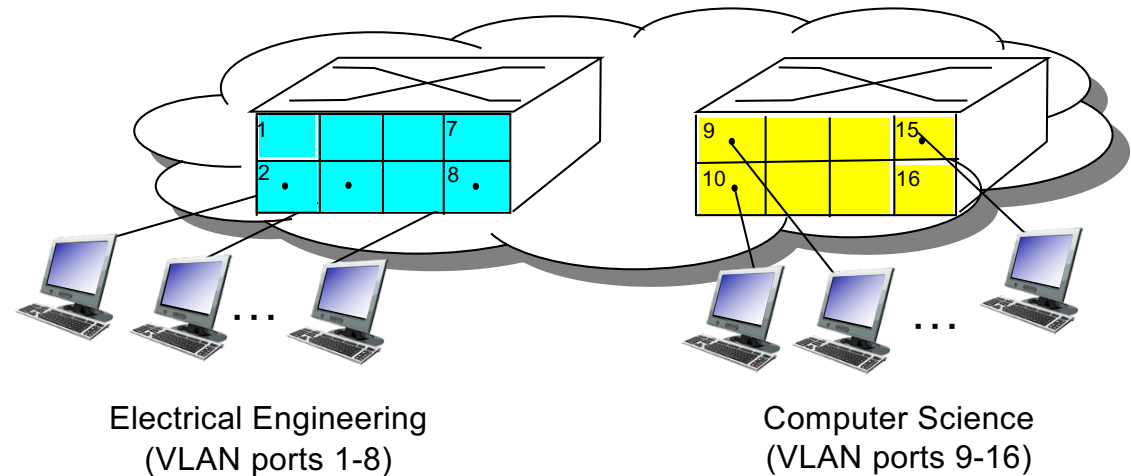 1
7
2
8
9
15
10
16
...
...
Electrical Engineering
(VLAN ports 1-8)
Computer Science
(VLAN ports 9-16)